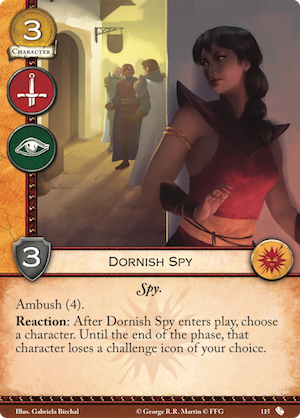 3
CHARACTER
3
DORNISH SPY
Spy.
Ambush (4).
Reaction: After Dornish Spy enters play, choose
a character. Until the end of the phase, that
character loses a challenge icon of your choice.
Illus. Gabriela Birchal
© George R.R. Martin © FFG
115